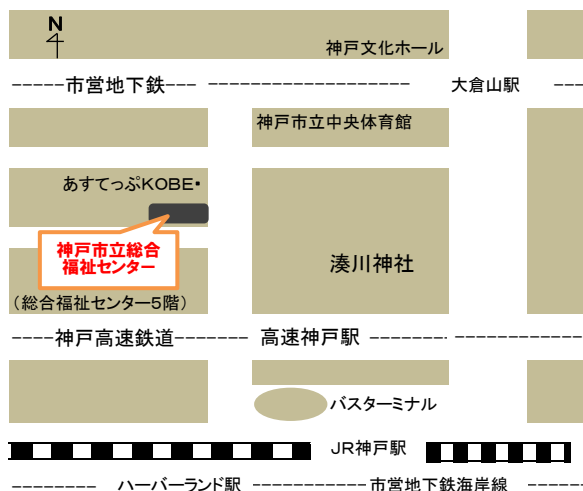 N
神戸文化ホール
市営地下鉄
大倉山駅
神戸市立中央体育館
あすてっぷKOBE・
神戸市立総合
福祉センター
湊川神社
（総合福祉センター5階）
神戸高速鉄道
高速神戸駅
バスターミナル
JR神戸駅
ハーバーランド駅
市営地下鉄海岸線